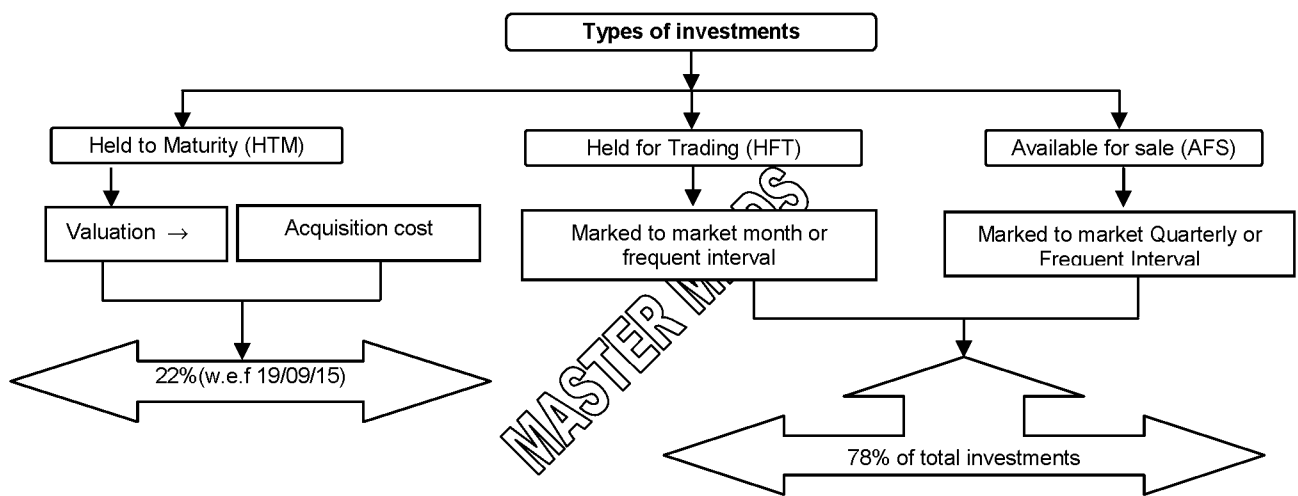 Types of investments
Held to Maturity (HTM)
Held for Trading (HFT)
Available for sale (AFS)
Valuation →
Acquisition cost
Marked to market month or
frequent interval
Marked to market Quarterly or
Frequent Interval
22%(w.e.f 19/09/15)
78% of total investments
MASTER MINDS